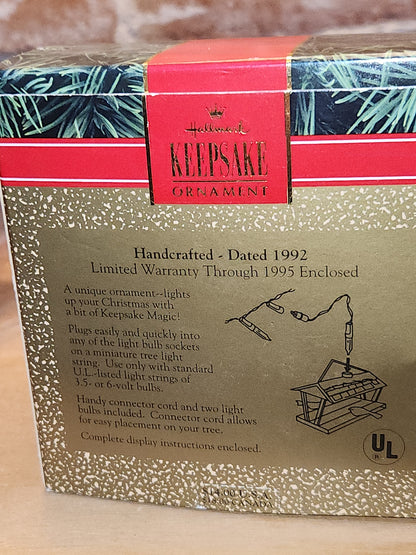 Hallmark
KEEPSAKE
ORNAMENT
Handcrafted - Dated 1992
Limited Warranty Through 1995 Enclosed
A unique ornament--lights
up your Christmas with
a bit of Keepsake Magic!
Plugs easily and quickly into
any of the light bulb sockets
on a miniature tree light
string. Use only with standard
U.L.-listed light strings of
3.5- or 6-volt bulbs.
Handy connector cord and two light
bulbs included. Connector cord allows
for easy placement on your tree.
Complete display instructions enclosed.
UL
®
$14.00 U.S.A.